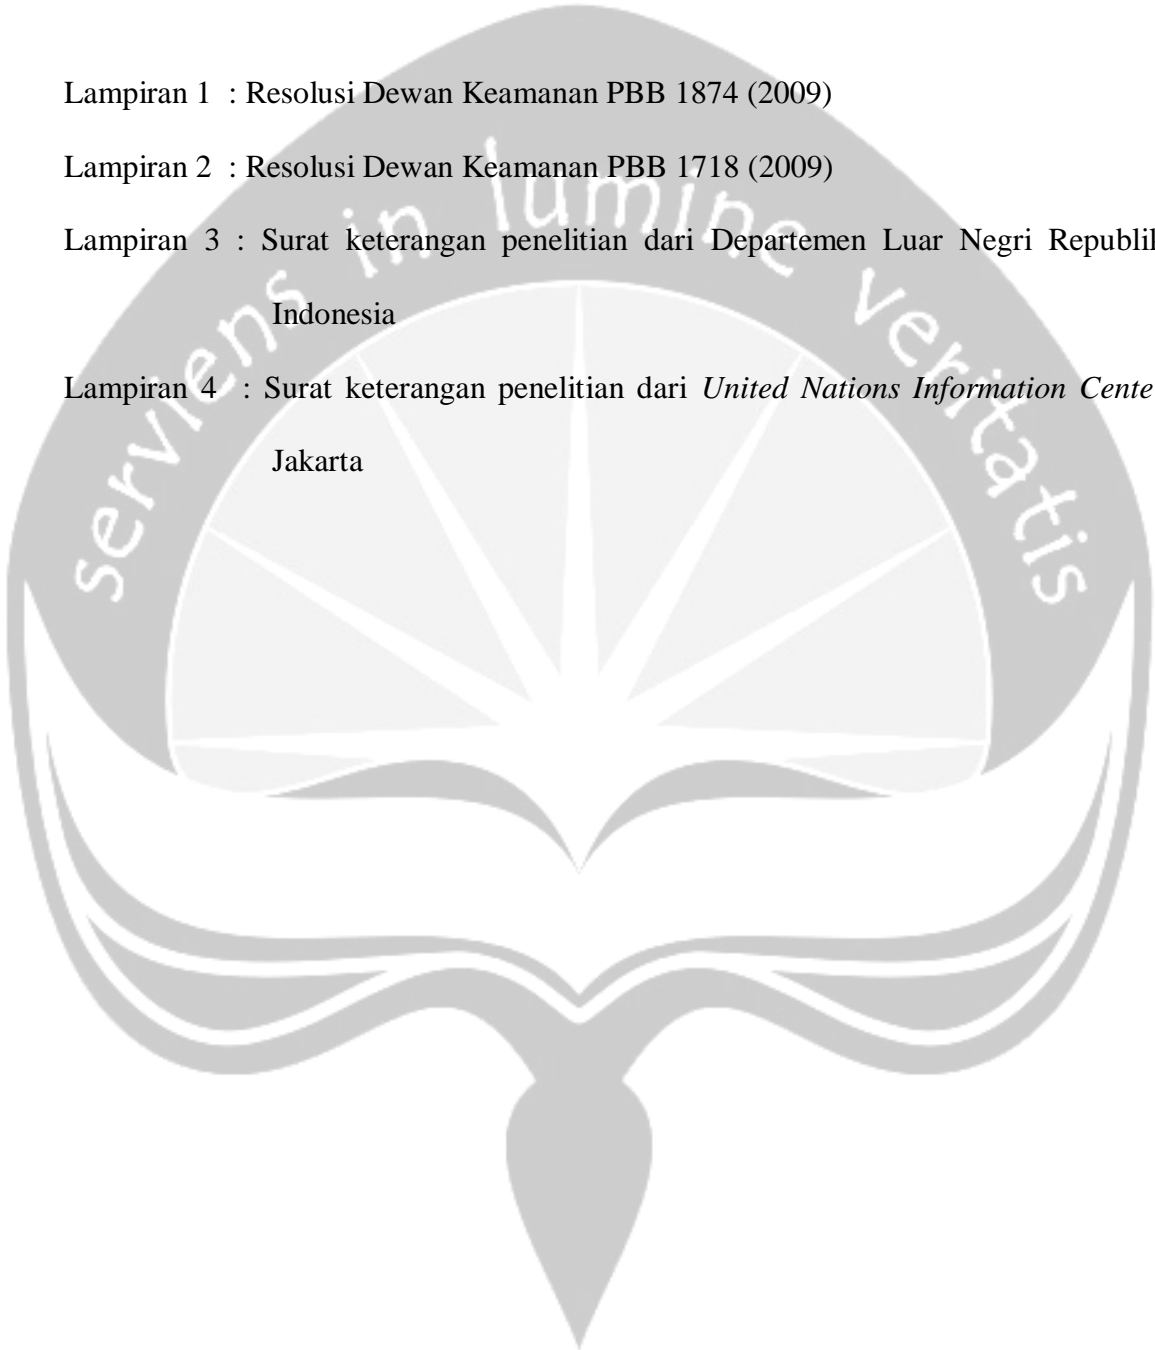 Lampiran 1 : Resolusi Dewan Keamanan PBB 1874 (2009)
Lampiran 2 : Resolusi Dewan Keamanan PBB 1718 (2009)
Lampiran 3 : Surat keterangan penelitian dari Departemen Luar Negri Republik
Indonesia
Lampiran 4 : Surat keterangan penelitian dari United Nations Information Cente
Jakarta
serviens in lumine veritatis